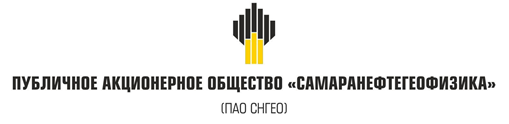 ПУБЛИЧНОЕ АКЦИОНЕРНОЕ ОБЩЕСТВО «САМАРАНЕФТЕГЕОФИЗИКА»
(ПАО СНГЕО)